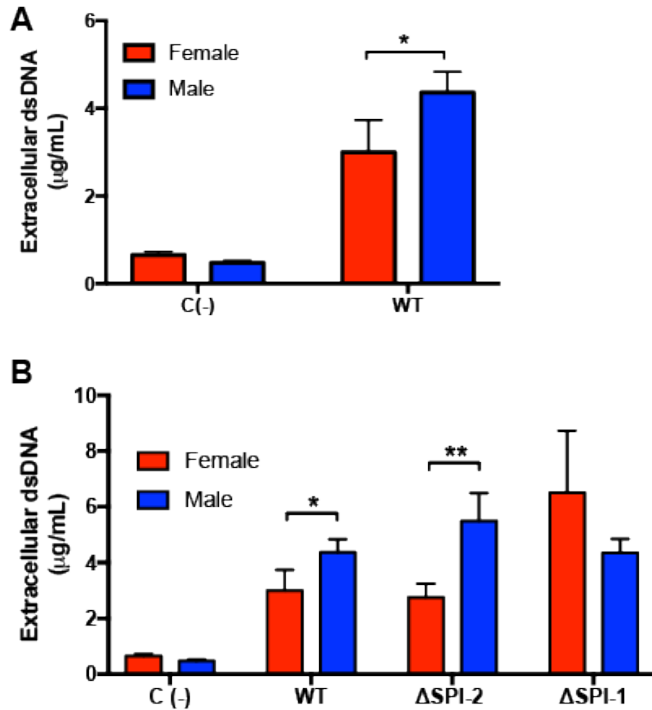 A
Extracellular dsDNA
(µg/mL)
6
4
2
0
Female
Male
*
C(-)
WT
B
Extracellular dsDNA
(µg/mL)
10
8
6
4
2
0
Female
Male
*
**
C (-)
WT
ΔSPI-2
ΔSPI-1